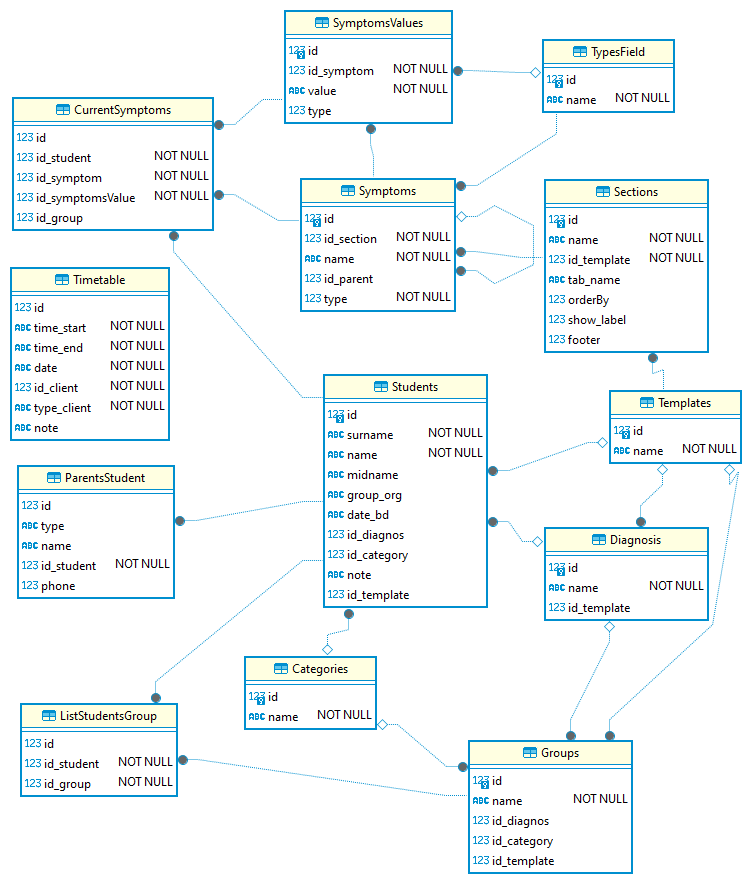 SymptomsValues
123 id
123 id_symptom NOT NULL
ABC value NOT NULL
123 type
TypesField
123 id
ABC name NOT NULL
CurrentSymptoms
123 id
123 id_student NOT NULL
123 id_symptom NOT NULL
123 id_symptomsValue NOT NULL
123 id_group
Symptoms
123 id
123 id_section NOT NULL
ABC name NOT NULL
123 id_parent
123 type NOT NULL
Sections
123 id
ABC name NOT NULL
123 id_template NOT NULL
ABC tab_name
123 orderBy
123 show_label
123 footer
Timetable
123 id
ABC time_start NOT NULL
ABC time_end NOT NULL
ABC date NOT NULL
123 id_client NOT NULL
ABC type_client NOT NULL
ABC note
Students
123 id
ABC surname NOT NULL
ABC name NOT NULL
ABC midname
ABC group_org
ABC date_bd
123 id_diagnos
123 id_category
ABC note
123 id_template
Templates
123 id
ABC name NOT NULL
ParentsStudent
123 id
ABC type
ABC name
123 id_student NOT NULL
123 phone
Diagnosis
123 id
ABC name NOT NULL
123 id_template
Categories
123 id
ABC name NOT NULL
ListStudentsGroup
123 id
123 id_student NOT NULL
123 id_group NOT NULL
Groups
123 id
ABC name NOT NULL
123 id_diagnos
123 id_category
123 id_template